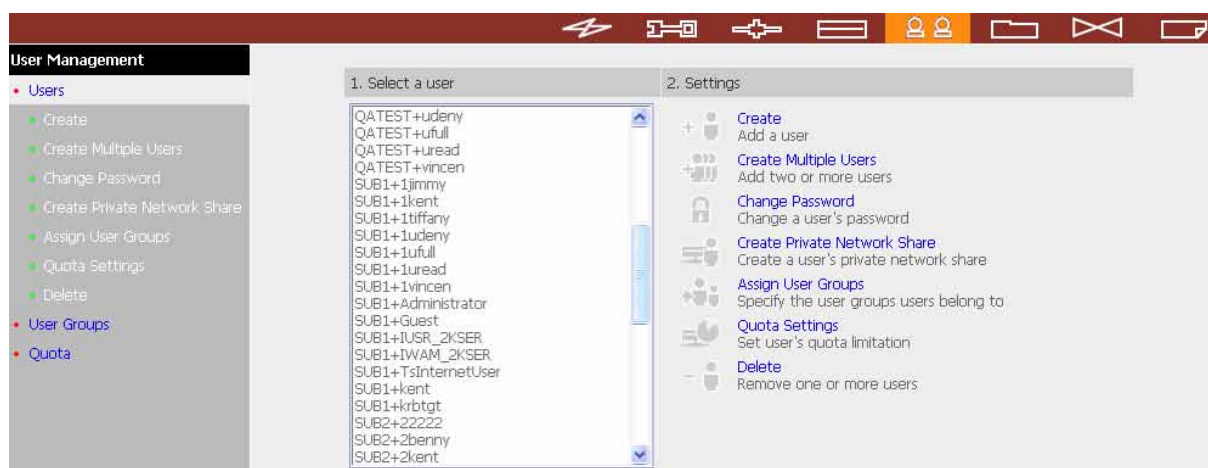 User Management
Users
Create
Create Multiple Users
Change Password
Create Private Network Share
Assign User Groups
Quota Settings
Delete
User Groups
Quota
1. Select a user
QATEST+udeny
QATEST+ufull
QATEST+uread
QATEST+vincen
SUB1+1jimmy
SUB1+1kent
SUB1+1tiffany
SUB1+1udeny
SUB1+1ufull
SUB1+1uread
SUB1+1vincen
SUB1+Administrator
SUB1+Guest
SUB1+IUSR_2KSER
SUB1+IWAM_2KSER
SUB1+TsInternetUser
SUB1+kent
SUB1+krbtgt
SUB2+22222
SUB2+2benny
SUB2+2kent
2. Settings
Create
Add a user
Create Multiple Users
Add two or more users
Change Password
Change a user's password
Create Private Network Share
Create a user's private network share
Assign User Groups
Specify the user groups users belong to
Quota Settings
Set user's quota limitation
Delete
Remove one or more users